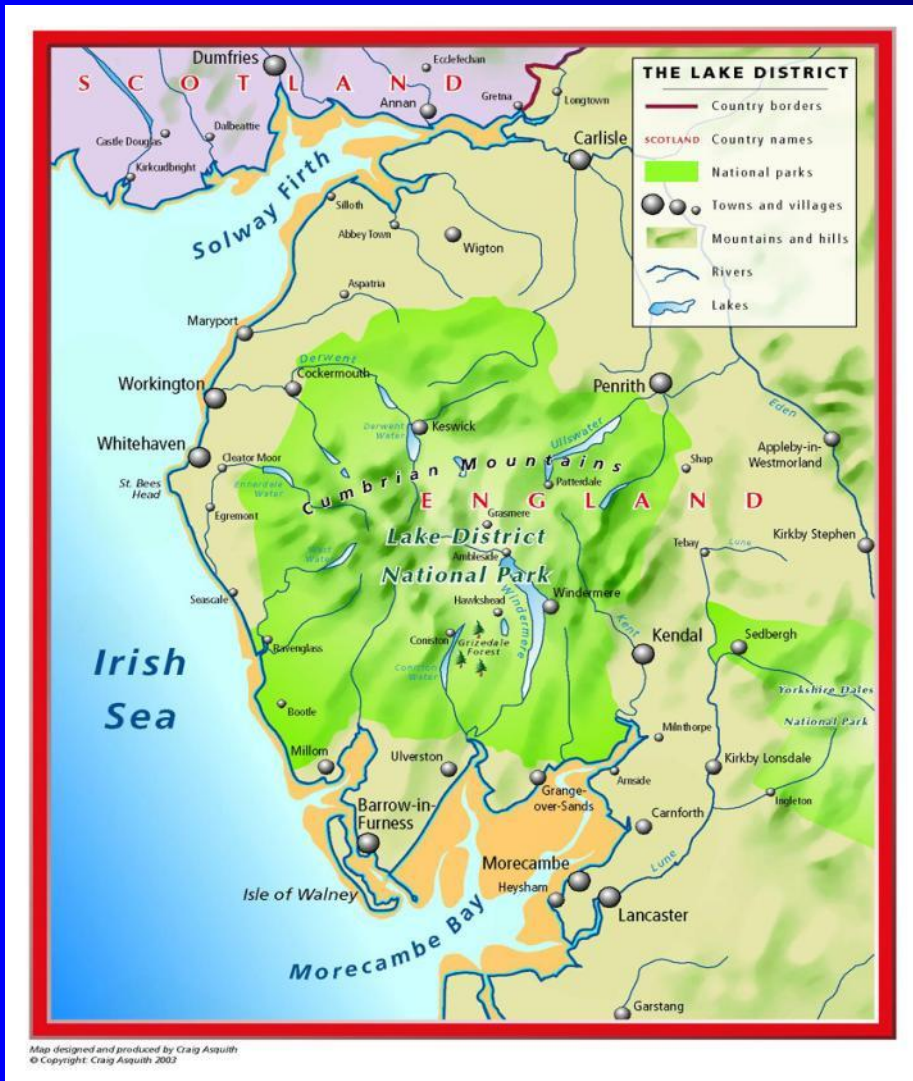 Dumfries
Ecclefechan
SCOTLAND
THE LAKE DISTRICT
Annan
Gretna
Longtown
Country borders
Castle Douglas
Dalbeattie
Carlisle
SCOTLAND Country names
Kirkcudbright
National parks
Solway Firth
Silloth
Towns and villages
Abbey Town
Wigton
Mountains and hills
Rivers
Aspatria
Lakes
Maryport
Derwent
Cockermouth
Workington
Penrith
Eden
Derwent
Water
Keswick
Ullswater
Whitehaven
Cleator Moor
Appleby-in-
Westmorland
St. Bees
Head
Ennerdale
Water
Cumbrian Mountains
Shap
Patterdale
Egremont
ENGLAND
Grasmere
Lake District
National Park
Kirkby Stephen
Ambleside
Tebay
Lune
Wast
Water
Seascale
Hawkshead
Windermere
Windermere
Kent
Ravenglass
Coniston
Grizedale
Forest
Kendal
Sedbergh
Irish
Sea
Coniston
Water
Yorkshire Dales
National Park
Bootle
Milnthorpe
Millom
Ulverston
Kirkby Lonsdale
Grange-
over-Sands
Arnside
Ingleton
Barrow-in-
Furness
Carnforth
Morecambe
Lune
Isle of Walney
Heysham
Lancaster
Morecambe Bay
Garstang
Map designed and produced by Craig Asquith
© Copyright: Craig Asquith 2003